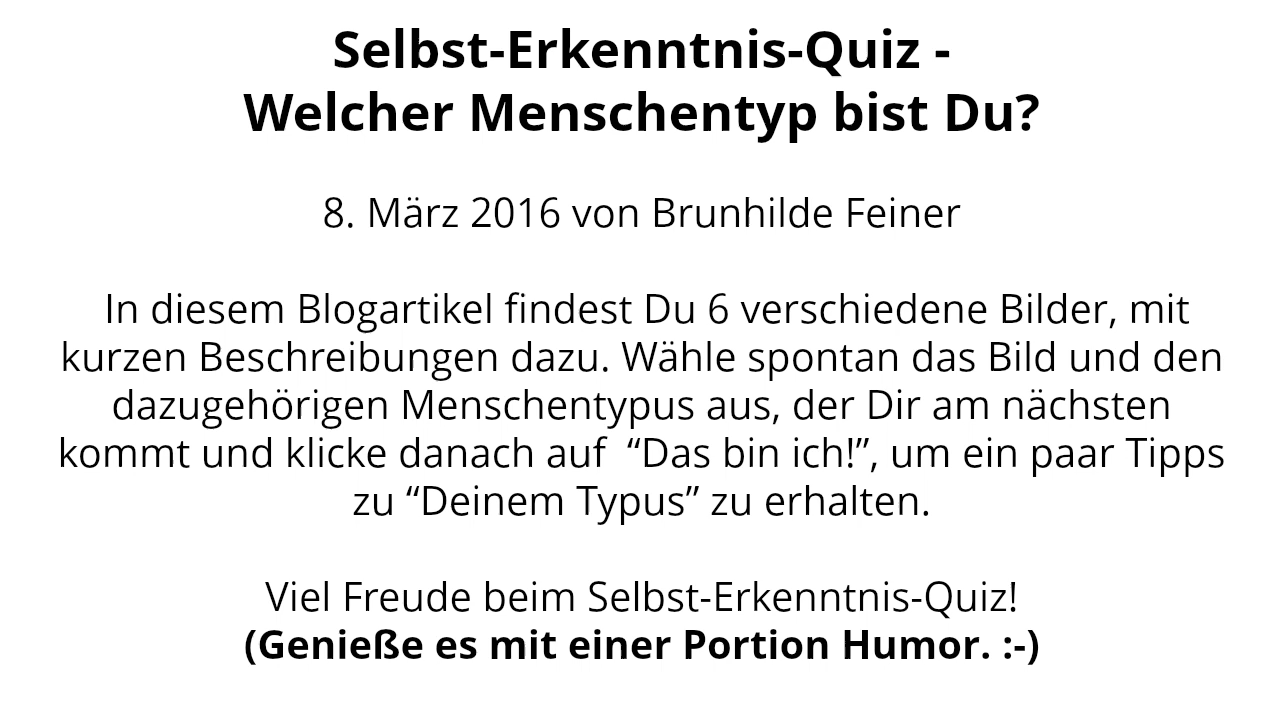 Selbst-Erkenntnis-Quiz -
Welcher Menschentyp bist Du?
8. März 2016 von Brunhilde Feiner
In diesem Blogartikel findest Du 6 verschiedene Bilder, mit
kurzen Beschreibungen dazu. Wähle spontan das Bild und den
dazugehörigen Menschentypus aus, der Dir am nächsten
kommt und klicke danach auf  “Das bin ich!”, um ein paar Tipps
zu “Deinem Typus” zu erhalten.
Viel Freude beim Selbst-Erkenntnis-Quiz!
(Genieße es mit einer Portion Humor. :-)